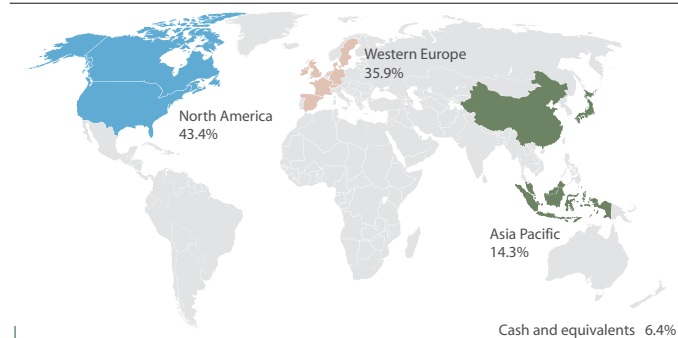 Western Europe
35.9%
North America
43.4%
Asia Pacific
14.3%
Cash and equivalents 6.4%